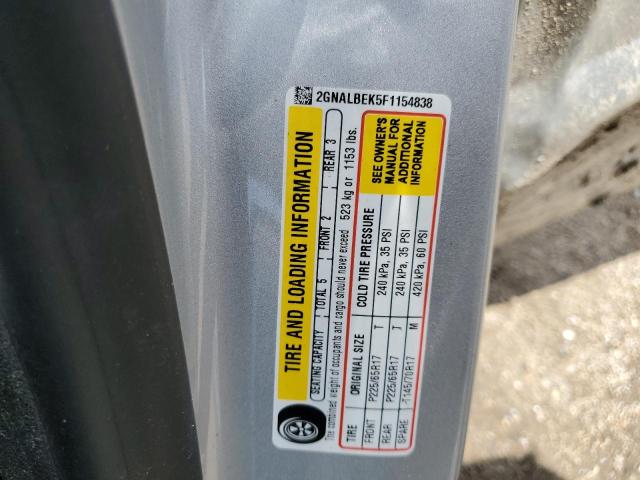 2GNALBEK5F1154838
TIRE AND LOADING INFORMATION
SEATING CAPACITY TOTAL 5 FRONT 2 REAR 3
The combined weight of occupants and cargo should never exceed 523 kg or 1153 lbs.
TIRE ORIGINAL SIZE COLD TIRE PRESSURE
FRONT P225/65R17 T 240 kPa, 35 PSI
REAR P225/65R17 T 240 kPa, 35 PSI
SPARE T145/70R17 M 420 kPa, 60 PSI
SEE OWNER'S
MANUAL FOR
ADDITIONAL
INFORMATION